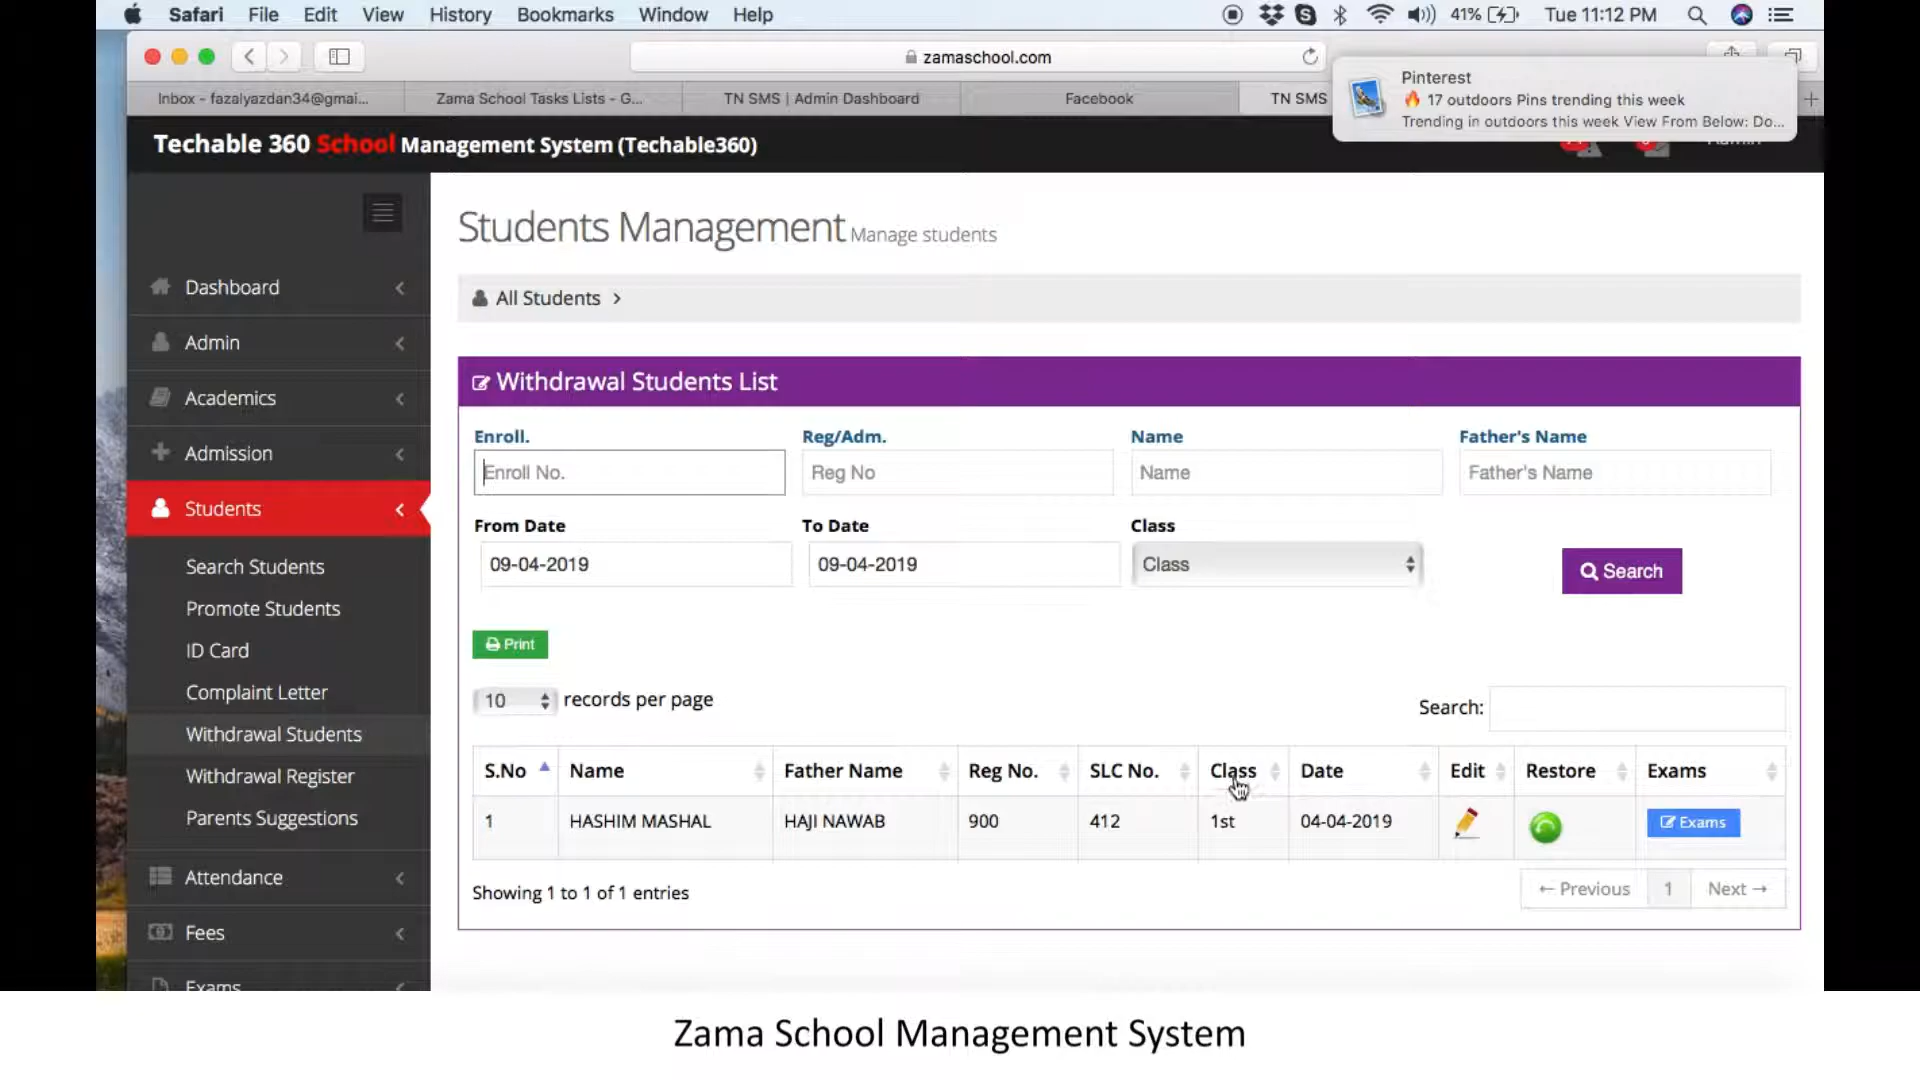 Safari File Edit View History Bookmarks Window Help 41% Tue 11:12 PM
zamaschool.com
Inbox - fazalyazdan34@gmai... Zama School Tasks Lists - G... TN SMS | Admin Dashboard Facebook TN SMS
Pinterest
🔥 17 outdoors Pins trending this week
Trending in outdoors this week View From Below: Do...
Techable 360 School Management System (Techable360)
Students Management Manage students
All Students >
Dashboard
Admin
Academics
Admission
Students
Search Students
Promote Students
ID Card
Complaint Letter
Withdrawal Students
Withdrawal Register
Parents Suggestions
Attendance
Fees
Exams
Withdrawal Students List
Enroll. Reg/Adm. Name Father's Name
Enroll No. Reg No Name Father's Name
From Date To Date Class
09-04-2019 09-04-2019 Class Search
Print
10 records per page Search:
S.No Name Father Name Reg No. SLC No. Class Date Edit Restore Exams
1 HASHIM MASHAL HAJI NAWAB 900 412 1st 04-04-2019 Exams
Showing 1 to 1 of 1 entries ← Previous 1 Next →
Zama School Management System